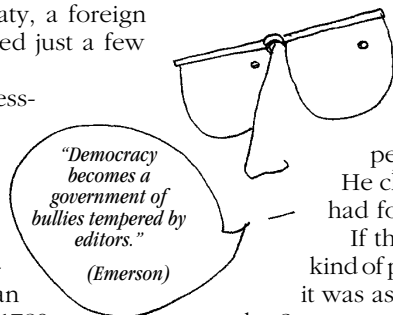 aty, a foreign
ed just a few
ess-
"Democracy
becomes a
government of
bullies tempered by
editors."
(Emerson)
pe
He cl
had fo
If th
kind of p
it was as
an